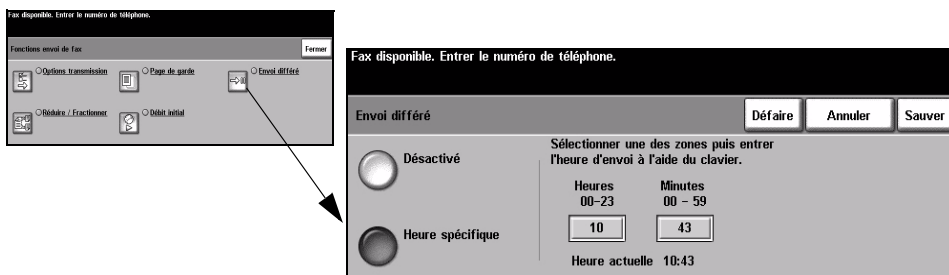 Fax disponible. Entrer le numéro de téléphone.
Fonctions envoi de fax
Fermer
Options transmission
Page de garde
Envoi différé
Réduire / Fractionner
Débit initial
Fax disponible. Entrer le numéro de téléphone.
Envoi différé
Défaire
Annuler
Sauver
Désactivé
Heure spécifique
Sélectionner une des zones puis entrer
l'heure d'envoi à l'aide du clavier.
Heures
Minutes
00-23
00 - 59
10
43
Heure actuelle 10:43